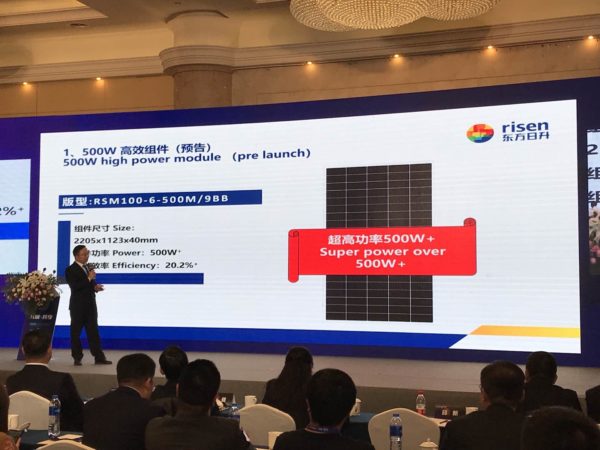 risen
东方日升
1、500W 高效组件（预告）
500W high power module （pre launch）
版型:RSM100-6-500M/9BB
组件尺寸 Size:
2205x1123x40mm
功率 Power: 500W⁺
效率 Efficiency: 20.2%⁺
超高功率500W+
Super power over
500W+
2%⁺